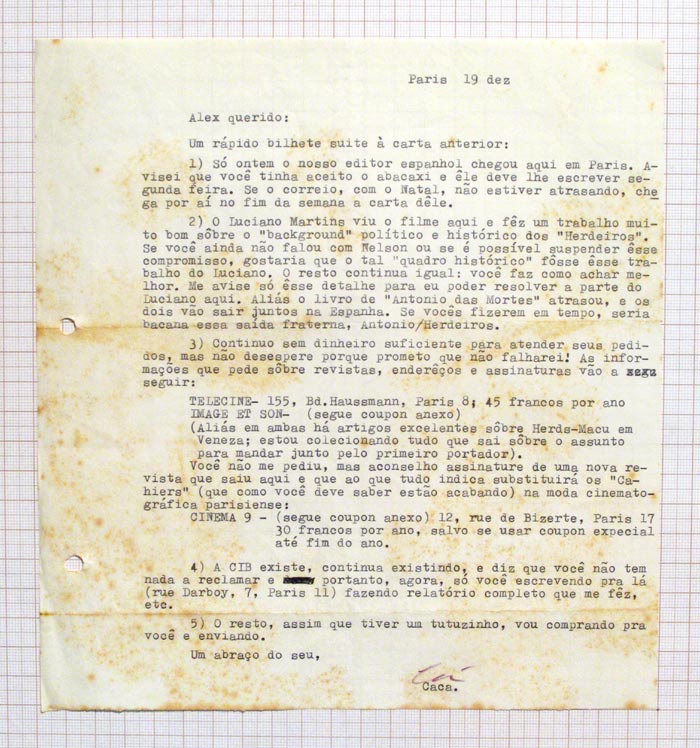 Paris 19 dez
Alex querido:
Um rápido bilhete suite à carta anterior:
1) Só ontem o nosso editor espanhol chegou aqui em Paris. A-
visei que você tinha aceito o abacaxi e êle deve lhe escrever se-
gunda feira. Se o correio, com o Natal, não estiver atrasando, che
ga por aí no fim da semana a carta dêle.
2) O Luciano Martins viu o filme aqui e fêz um trabalho mui-
to bom sôbre o "background" político e histórico dos "Herdeiros".
Se você ainda não falou com Nelson ou se é possível suspender êsse
compromisso, gostaria que o tal "quadro histórico" fôsse êsse tra-
balho do Luciano. O resto continua igual: você faz como achar me-
lhor. Me avise só êsse detalhe para eu poder resolver a parte do
Luciano aqui. Aliás o livro de "Antonio das Mortes" atrasou, e os
dois vão sair juntos na Espanha. Se vocês fizerem em tempo, seria
bacana essa saída fraterna, Antonio/Herdeiros.
3) Continuo sem dinheiro suficiente para atender seus pedi-
dos, mas não desespere porque prometo que não falharei! As infor-
mações que pede sôbre revistas, enderêços e assinaturas vão a
seguir:
TELECINE- 155, Bd.Haussmann, Paris 8; 45 francos por ano
IMAGE ET SON- (segue coupon anexo)
(Aliás em ambas há artigos excelentes sôbre Herds-Macu em
Veneza; estou colecionando tudo que sai sôbre o assunto
para mandar junto pelo primeiro portador).
Você não me pediu, mas aconselho assinature de uma nova re-
vista que saiu aqui e que ao que tudo indica substituirá os "Ca-
hiers" (que como você deve saber estão acabando) na moda cinemato-
gráfica parisiense:
CINEMA 9 - (segue coupon anexo) 12, rue de Bizerte, Paris 17
30 francos por ano, salvo se usar coupon expecial
até fim do ano.
4) A CIB existe, continua existindo, e diz que você não tem
nada a reclamar e portanto, agora, só você escrevendo pra lá
(rue Darboy, 7, Paris 11) fazendo relatório completo que me fêz,
etc.
5) O resto, assim que tiver um tutuzinho, vou comprando pra
você e enviando.
Um abraço do seu,
Caca.